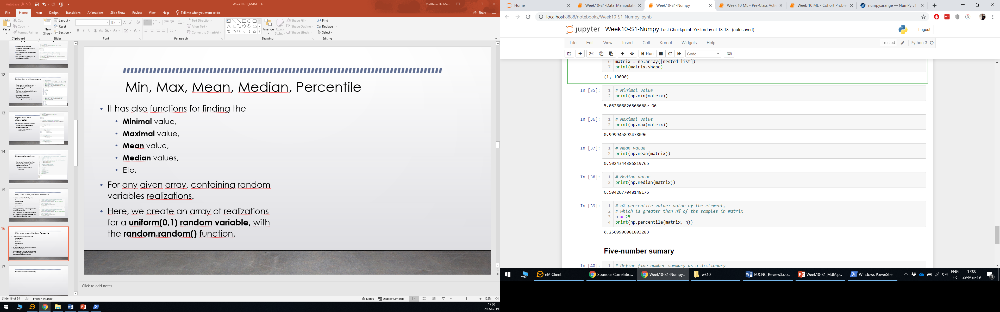 AutoSave Off
Week10-S1_MdM.pptx
Matthieu De Mari
File Home Insert Design Transitions Animations Slide Show Review View Help Tell me what you want to do
Share
Paste
Cut
Copy
Format Painter
Clipboard
New Slide
Layout
Reset
Section
Slides
18+
Font
Text Direction
Align Text
Convert to SmartArt
Paragraph
Arrange
Quick Styles
Shape Fill
Shape Outline
Shape Effects
Drawing
Find
Replace
Select
Editing
12
Reshaping and transposing
13
Eigenvalues and eigenvectors
14
Linear system solving
15
Min, Max, Mean, Median, Percentile
16
Min, Max, Mean, Median, Percentile
17
Five-number summary
Min, Max, Mean, Median, Percentile
• It has also functions for finding the
• Minimal value,
• Maximal value,
• Mean value,
• Median values,
• Etc.
• For any given array, containing random
variables realizations.
• Here, we create an array of realizations
for a uniform(0,1) random variable, with
the random.random() function.
Click to add notes
Slide 16 of 34 French (France)
Notes Display Settings 122%
17:00
29-Mar-19
Home
Week10-S1-Data_Manipulati
Week10-S1-Numpy
Week 10 ML - Pre-Class Activ
Week 10 ML - Cohort Proble
numpy.arange — NumPy v1.
localhost:8888/notebooks/Week10-S1-Numpy.ipynb
jupyter Week10-S1-Numpy Last Checkpoint: Yesterday at 13:18 (autosaved)
Logout
File Edit View Insert Cell Kernel Widgets Help
Trusted Python 3
Run Code
6 matrix = np.array([nested_list])
7 print(matrix.shape)
(1, 10000)
In [35]: 1 # Minimal value
2 print(np.min(matrix))
5.052808826566668e-06
In [36]: 1 # Maximal value
2 print(np.max(matrix))
0.999945892478096
In [37]: 1 # Mean value
2 print(np.mean(matrix))
0.5024344386819765
In [38]: 1 # Median value
2 print(np.median(matrix))
0.5042077048148175
In [39]: 1 # n%-percentile value: value of the element,
2 # which is greater than n% of the samples in matrix
3 n = 25
4 print(np.percentile(matrix, n))
0.2509906081803283
Five-number sumary
In [40]: 1 # Define five number summary as a dictionary
eM Client
Spurious Correlatio...
Week10-S1-Numpy...
wk10
EUCNC_Review3.do...
Week10-S1_MdM.p...
Windows PowerShell
ENG
FR
17:00
29-Mar-19
11